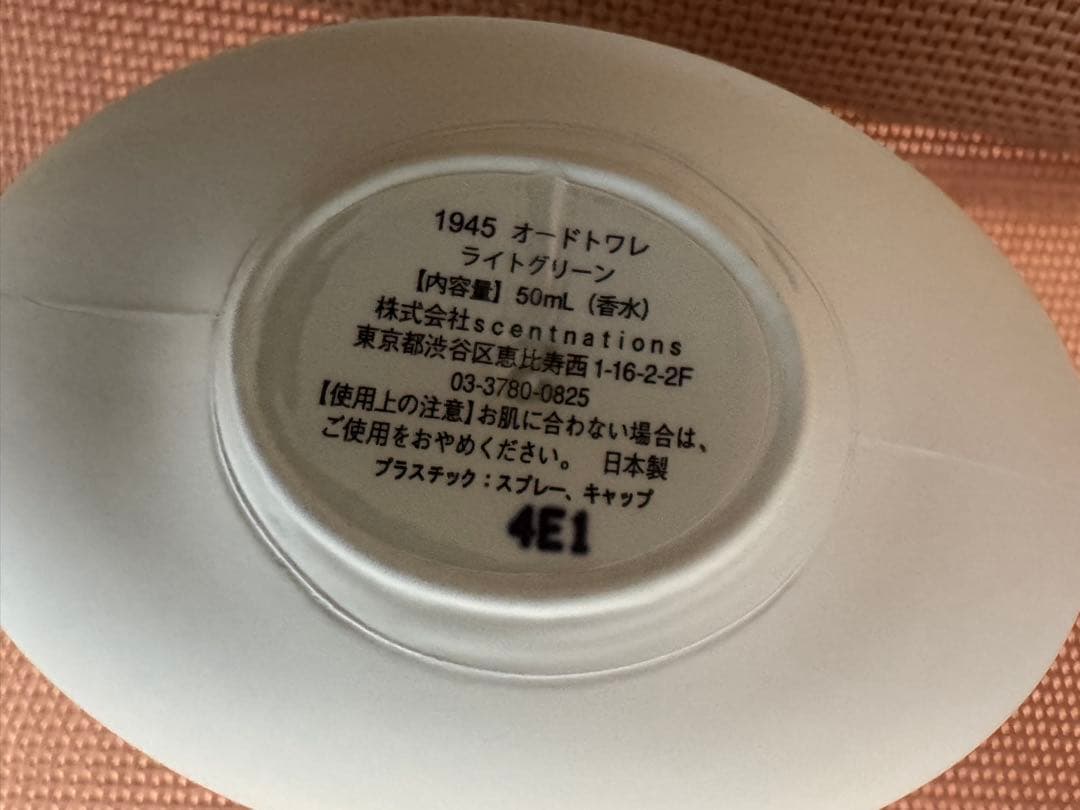 1945 オードトワレ
ライトグリーン
【内容量】 50mL (香水)
株式会社scentnations
東京都渋谷区恵比寿西1-16-2-2F
03-3780-0825
【使用上の注意】お肌に合わない場合は、
ご使用をおやめください。 日本製
プラスチック：スプレー、キャップ
4E1